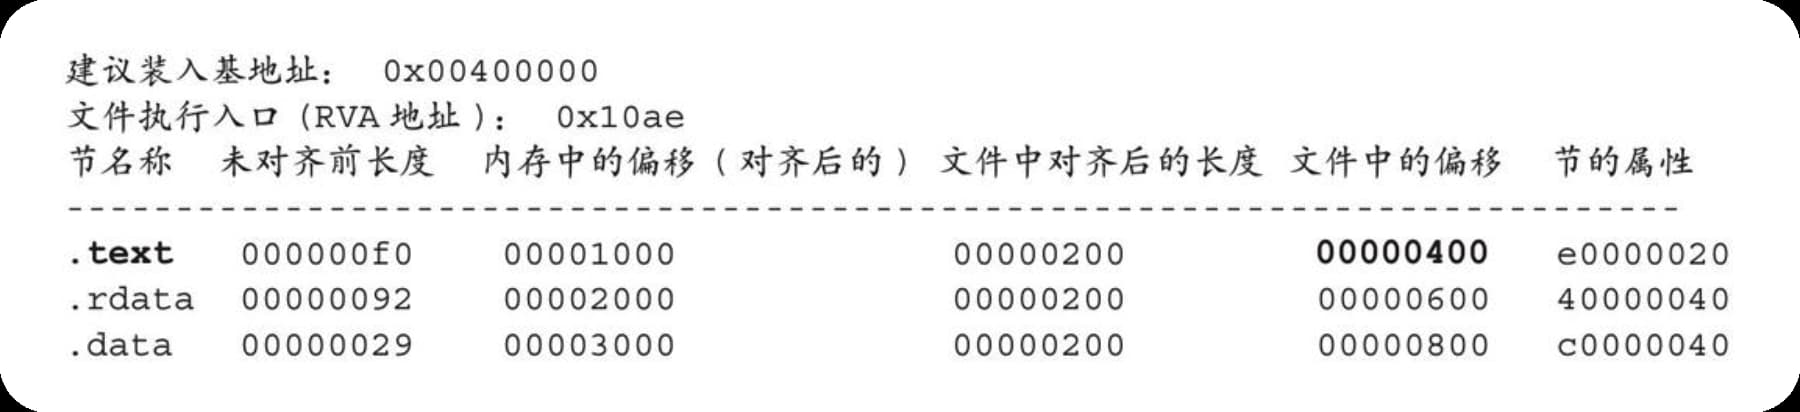 建议装入基地址： 0x00400000
文件执行入口（RVA 地址）： 0x10ae
节名称 未对齐前长度 内存中的偏移（对齐后的） 文件中对齐后的长度 文件中的偏移 节的属性
---------------------------------------------------------------------------
.text 000000f0 00001000 00000200 00000400 e0000020
.rdata 00000092 00002000 00000200 00000600 40000040
.data 00000029 00003000 00000200 00000800 c0000040